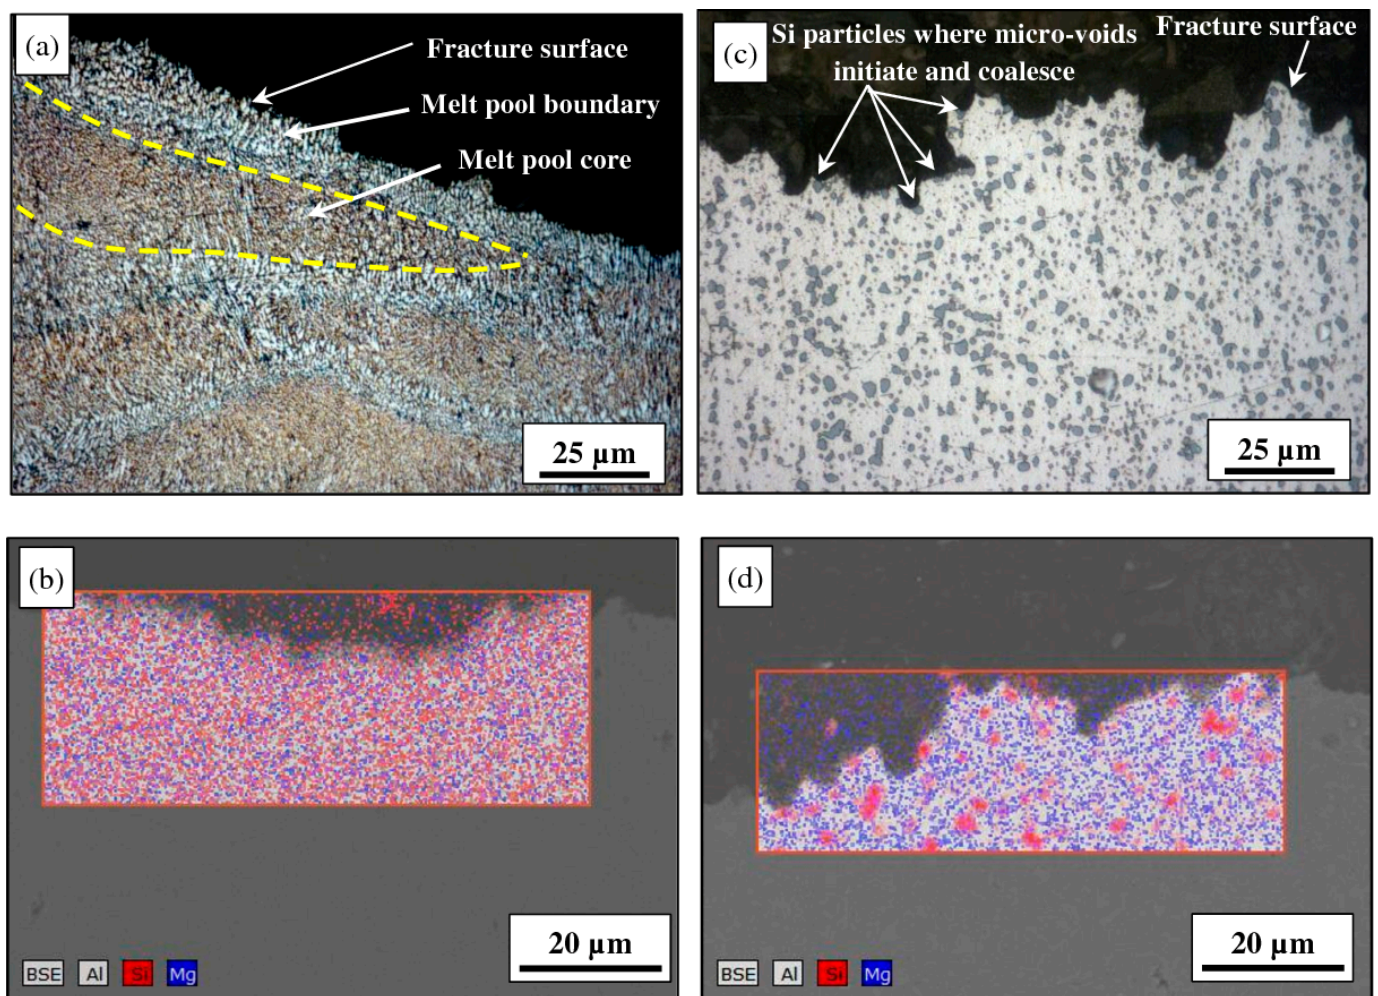 (a)
Fracture surface
Melt pool boundary
Melt pool core
25 µm
(c)
Si particles where micro-voids
initiate and coalesce
Fracture surface
25 µm
(b)
BSE Al Si Mg
20 µm
(d)
BSE Al Si Mg
20 µm